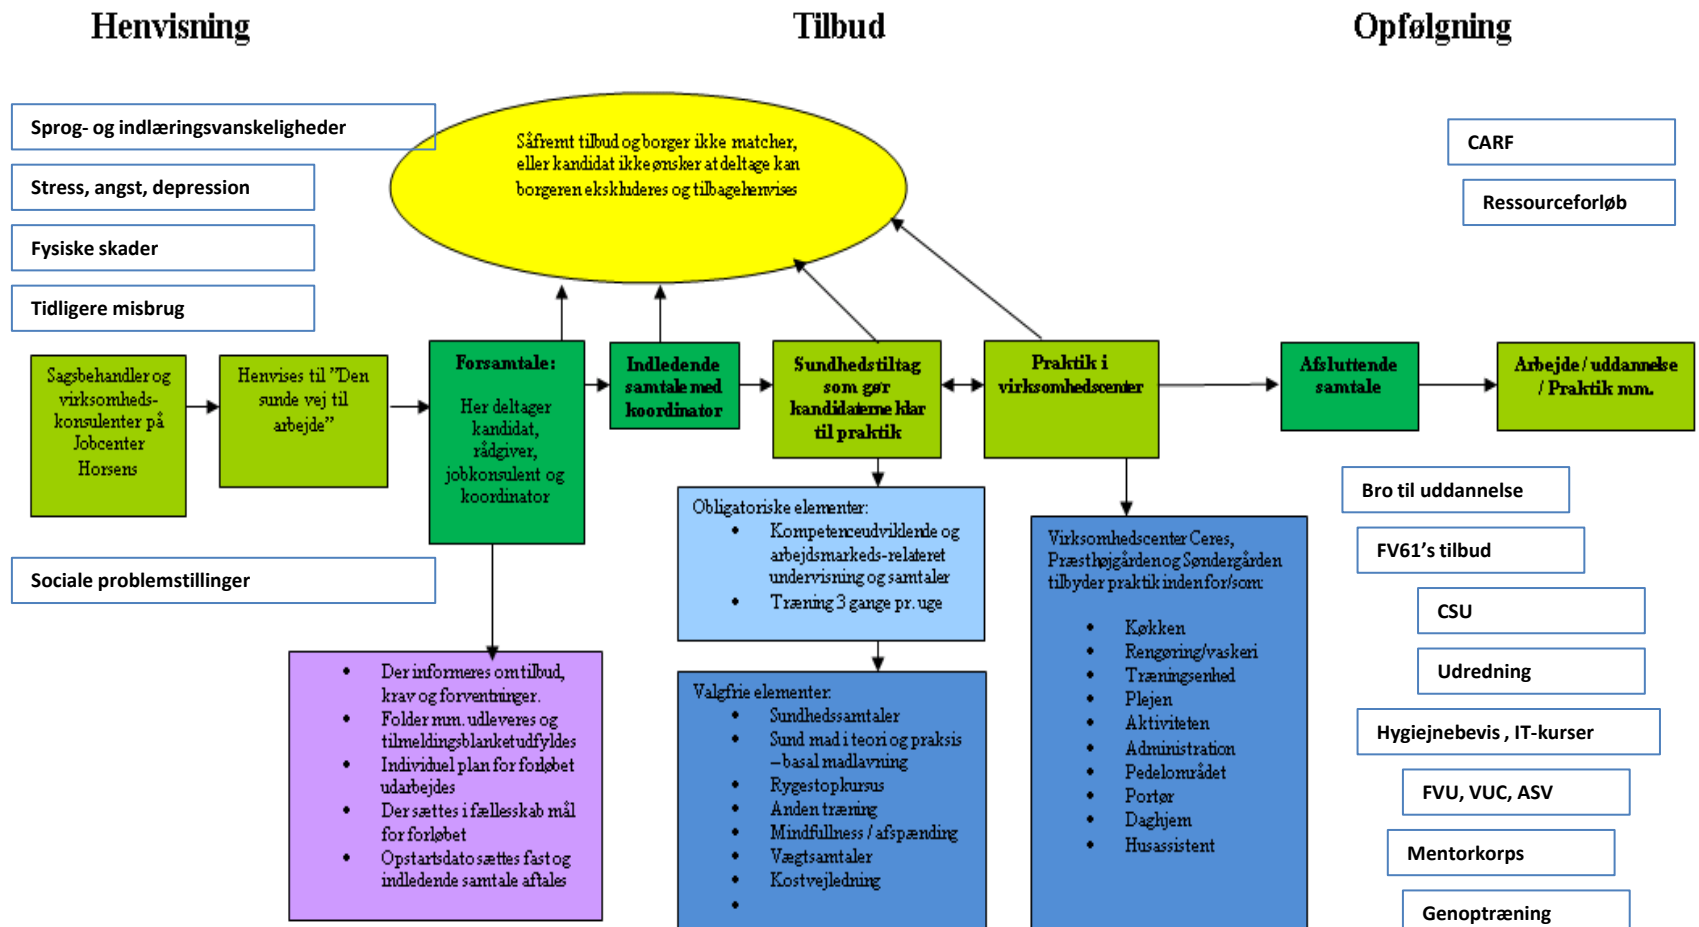 Henvisning
Tilbud
Opfølgning
Sprog- og indlæringsvanskeligheder
Stress, angst, depression
Fysiske skader
Tidligere misbrug
Såfremt tilbud og borger ikke matcher,
eller kandidat ikke ønsker at deltage kan
borgeren ekskluderes og tilbagehenvises
CARF
Ressourceforløb
Sagsbehandler og
virksomheds-
konsulenter på
Jobcenter
Horsens
Henvises til ”Den
sunde vej til
arbejde”
Forsamtale:
Her deltager
kandidat,
rådgiver,
jobkonsulent og
koordinator
Indledende
samtale med
koordinator
Sundhedstiltag
som gør
kandidaterne klar
til praktik
Praktik i
virksomhedscenter
Afsluttende
samtale
Arbejde / uddannelse
/ Praktik mm.
Sociale problemstillinger
Der informeres om tilbud,
krav og forventninger.
• Folder mm. udleveres og
tilmeldingsblanket udfyldes
• Individuel plan for forløbet
udarbejdes
• Der sættes i fællesskab mål
for forløbet
• Opstartsdato sættes fast og
indledende samtale aftales
Obligatoriske elementer:
• Kompetenceudviklende og
arbejdsmarkeds-relateret
undervisning og samtaler
• Træning 3 gange pr. uge
Valgfrie elementer:
• Sundhedssamtaler
• Sund mad i teori og praksis
– basal madlavning
• Rygestopkursus
• Anden træning
• Mindfullness / afspænding
• Vægtsamtaler
• Kostvejledning
•
Virksomhedscenter Ceres,
Præsthøjgården og Søndergården
tilbyder praktik inden for/som:
• Køkken
• Rengøring/vaskeri
• Træningsenhed
• Plejen
• Aktiviteten
• Administration
• Pedelområdet
• Portør
• Daghjem
• Husassistent
Bro til uddannelse
FV61’s tilbud
CSU
Udredning
Hygiejnebevis , IT-kurser
FVU, VUC, ASV
Mentorkorps
Genoptræning